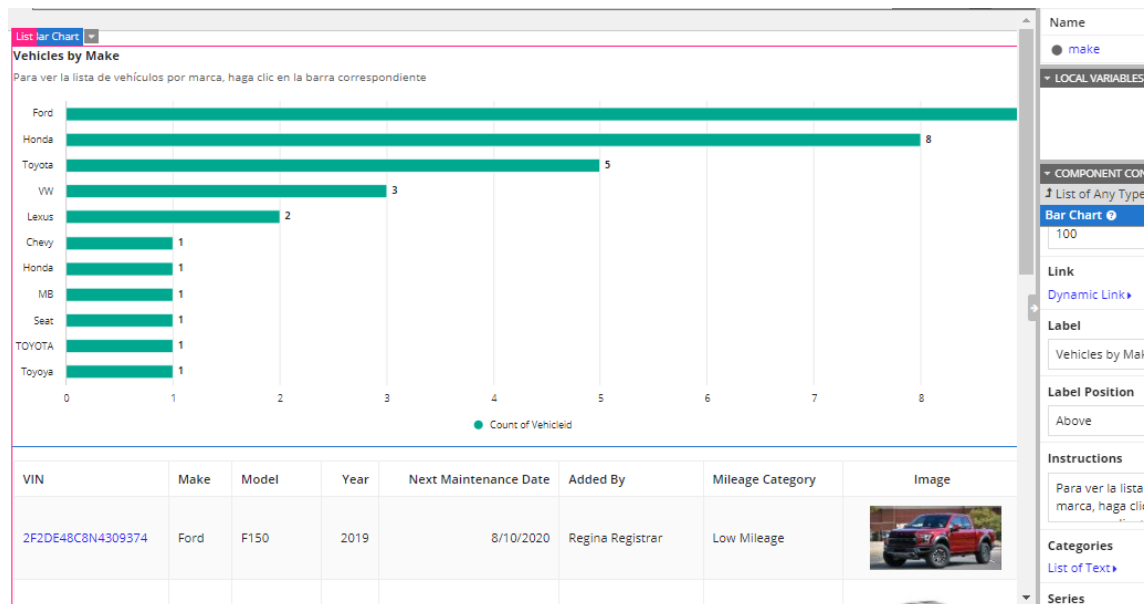 List
Bar Chart
Vehicles by Make
Para ver la lista de vehículos por marca, haga clic en la barra correspondiente
Ford
Honda 8
Toyota 5
VW 3
Lexus 2
Chevy 1
Honda 1
MB 1
Seat 1
TOYOTA 1
Toyoya 1
0 1 2 3 4 5 6 7 8
Count of Vehicleid
VIN Make Model Year Next Maintenance Date Added By Mileage Category Image
2F2DE48C8N4309374 Ford F150 2019 8/10/2020 Regina Registrar Low Mileage
Name
make
LOCAL VARIABLES
COMPONENT CON
List of Any Type
Bar Chart
100
Link
Dynamic Link
Label
Vehicles by Mak
Label Position
Above
Instructions
Para ver la lista
marca, haga cli
Categories
List of Text
Series